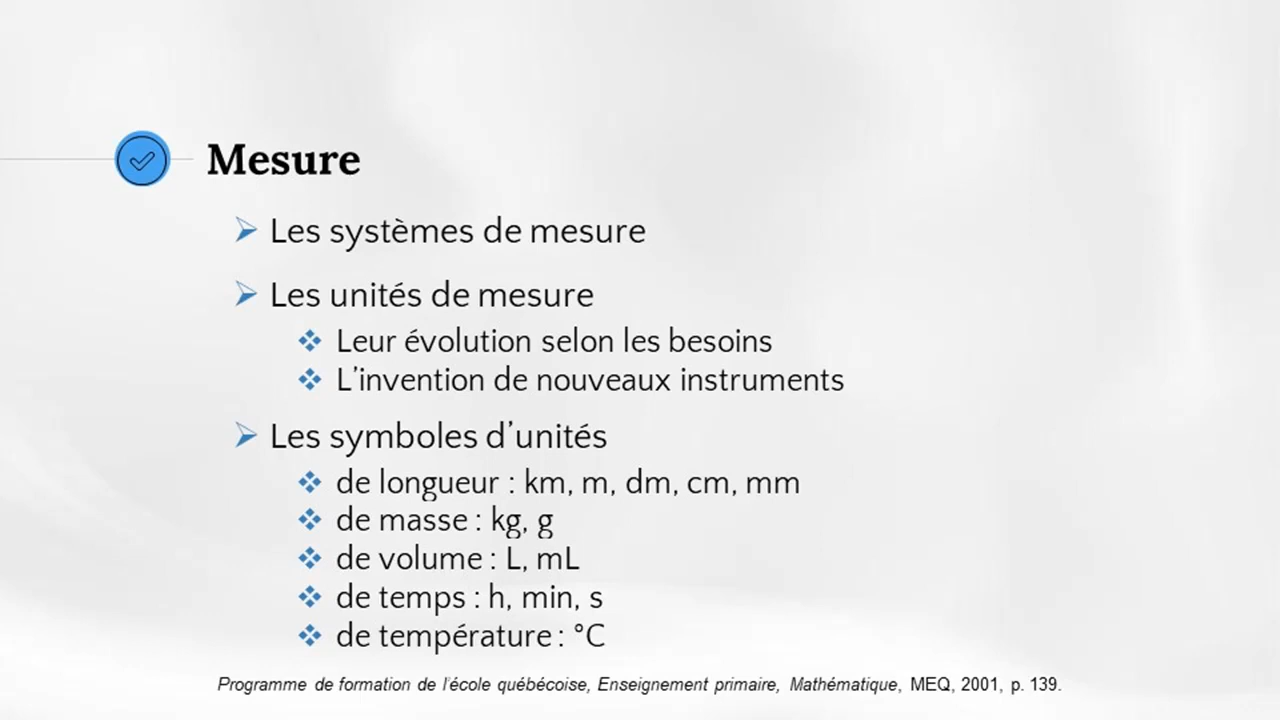 Mesure
Les systèmes de mesure
Les unités de mesure
Leur évolution selon les besoins
L’invention de nouveaux instruments
Les symboles d’unités
de longueur : km, m, dm, cm, mm
de masse : kg, g
de volume : L, mL
de temps : h, min, s
de température : °C
Programme de formation de l'école québécoise, Enseignement primaire, Mathématique, MEQ, 2001, p. 139.